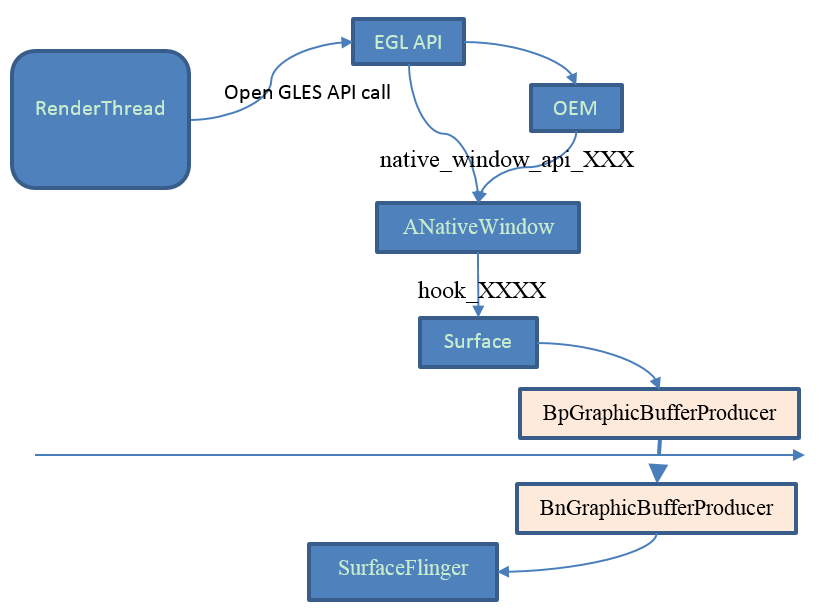 EGL API
RenderThread
Open GLES API call
OEM
native_window_api_XXX
ANativeWindow
hook_XXXX
Surface
BpGraphicBufferProducer
BnGraphicBufferProducer
SurfaceFlinger